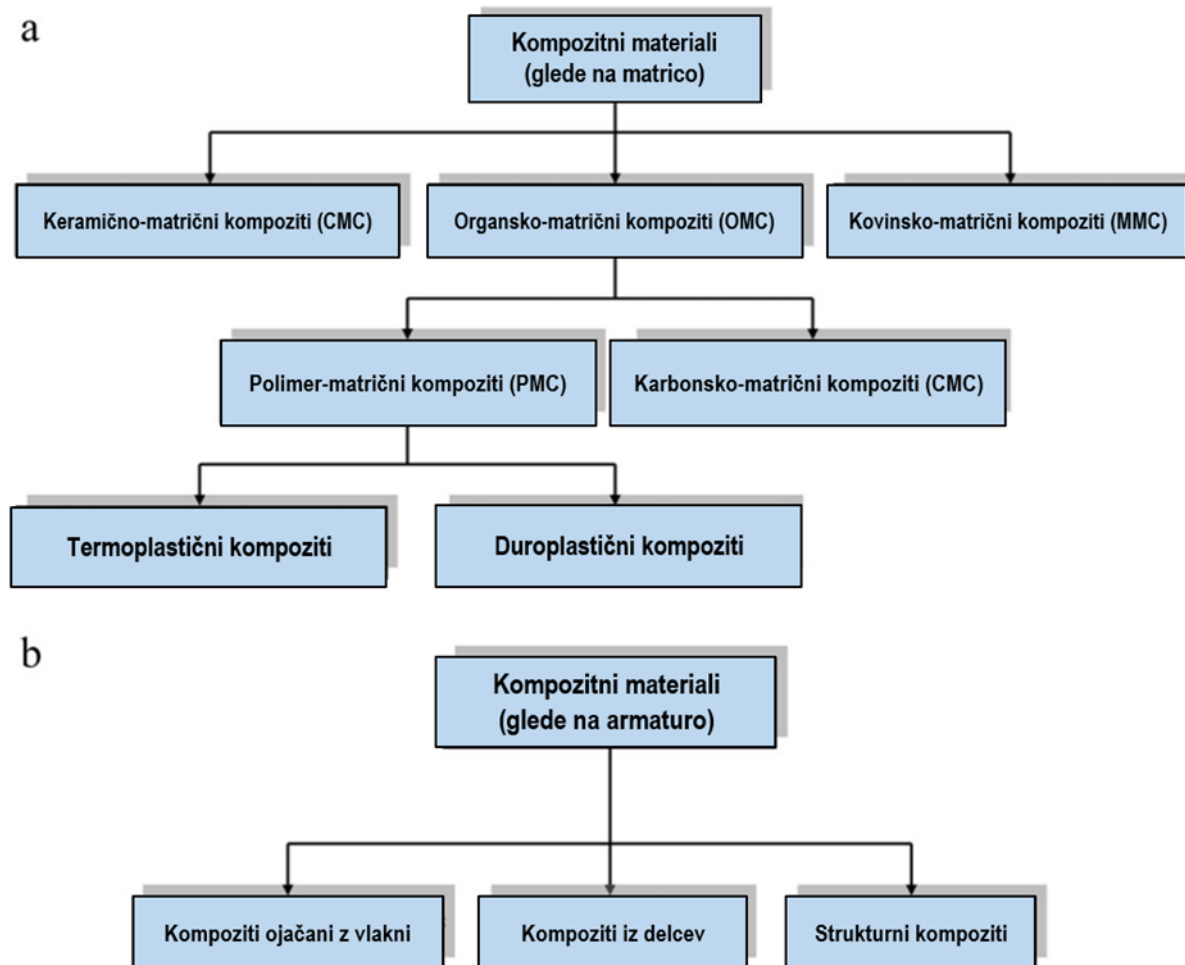 a
Kompozitni materiali
(glede na matrico)
Keramično-matrični kompoziti (CMC)
Organsko-matrični kompoziti (OMC)
Kovinsko-matrični kompoziti (MMC)
Polimer-matrični kompoziti (PMC)
Karbonsko-matrični kompoziti (CMC)
Termoplastični kompoziti
Duroplastični kompoziti
b
Kompozitni materiali
(glede na armaturo)
Kompoziti ojačani z vlakni
Kompoziti iz delcev
Strukturni kompoziti